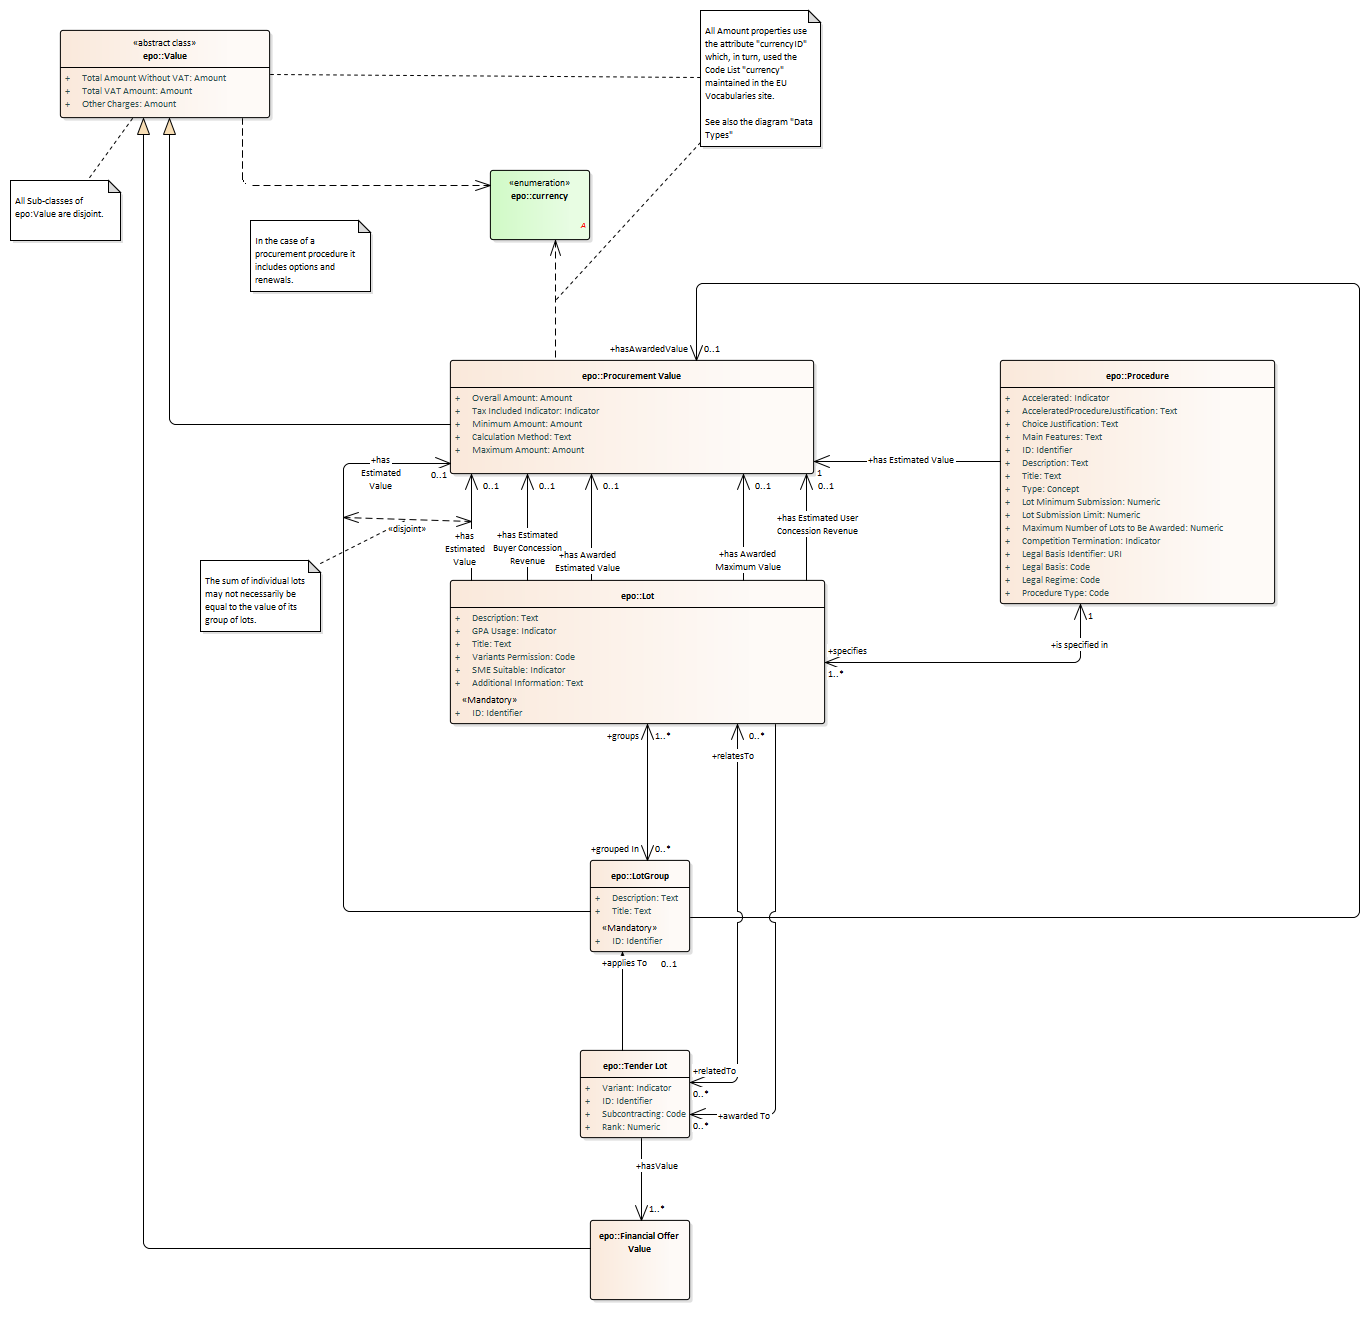 «abstract class»
epo::Value
+ Total Amount Without VAT: Amount
+ Total VAT Amount: Amount
+ Other Charges: Amount
All Amount properties use
the attribute "currencyID"
which, in turn, used the
Code List "currency"
maintained in the EU
Vocabularies site.
See also the diagram "Data
Types"
All Sub-classes of
epo:Value are disjoint.
«enumeration»
epo::currency
A
In the case of a
procurement procedure it
includes options and
renewals.
+hasAwardedValue 0..1
epo::Procurement Value
+ Overall Amount: Amount
+ Tax Included Indicator: Indicator
+ Minimum Amount: Amount
+ Calculation Method: Text
+ Maximum Amount: Amount
epo::Procedure
+ Accelerated: Indicator
+ AcceleratedProcedureJustification: Text
+ Choice Justification: Text
+ Main Features: Text
+ ID: Identifier
+ Description: Text
+ Title: Text
+ Type: Concept
+ Lot Minimum Submission: Numeric
+ Lot Submission Limit: Numeric
+ Maximum Number of Lots to Be Awarded: Numeric
+ Competition Termination: Indicator
+ Legal Basis Identifier: URI
+ Legal Basis: Code
+ Legal Regime: Code
+ Procedure Type: Code
+has Estimated Value
1
+has
Estimated
Value
0..1
0..1
0..1
0..1
0..1
0..1
«disjoint»
+has
Estimated
Value
+has Estimated
Buyer Concession
Revenue
+has Awarded
Estimated Value
+has Awarded
Maximum Value
+has Estimated User
Concession Revenue
The sum of individual lots
may not necessarily be
equal to the value of its
group of lots.
epo::Lot
+ Description: Text
+ GPA Usage: Indicator
+ Title: Text
+ Variants Permission: Code
+ SME Suitable: Indicator
+ Additional Information: Text
«Mandatory»
+ ID: Identifier
1
+is specified in
+specifies
1..*
+groups 1..*
0..*
+relatesTo
+grouped In 0..*
epo::LotGroup
+ Description: Text
+ Title: Text
«Mandatory»
+ ID: Identifier
+applies To 0..1
epo::Tender Lot
+ Variant: Indicator
+ ID: Identifier
+ Subcontracting: Code
+ Rank: Numeric
+relatedTo
0..*
+awarded To
0..*
+hasValue
1..*
epo::Financial Offer
Value